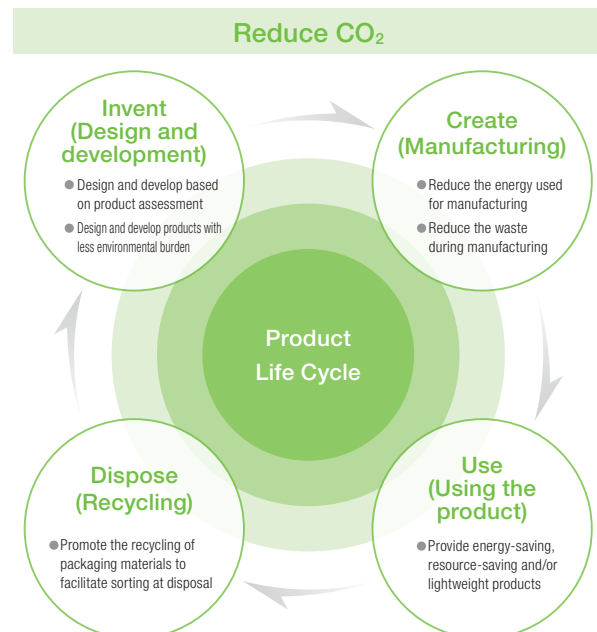 Reduce CO₂
Invent
(Design and
development)
● Design and develop based
on product assessment
● Design and develop products with
less environmental burden
Create
(Manufacturing)
● Reduce the energy used
for manufacturing
● Reduce the waste
during manufacturing
Product
Life Cycle
Dispose
(Recycling)
● Promote the recycling of
packaging materials to
facilitate sorting at disposal
Use
(Using the
product)
● Provide energy-saving,
resource-saving and/or
lightweight products